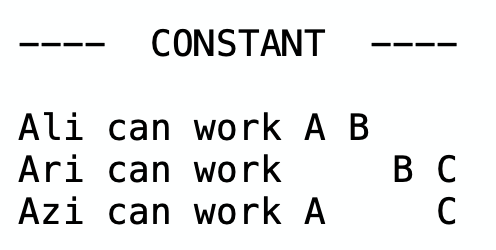 ----  CONSTANT  ----
Ali can work A B
Ari can work     B C
Azi can work A     C